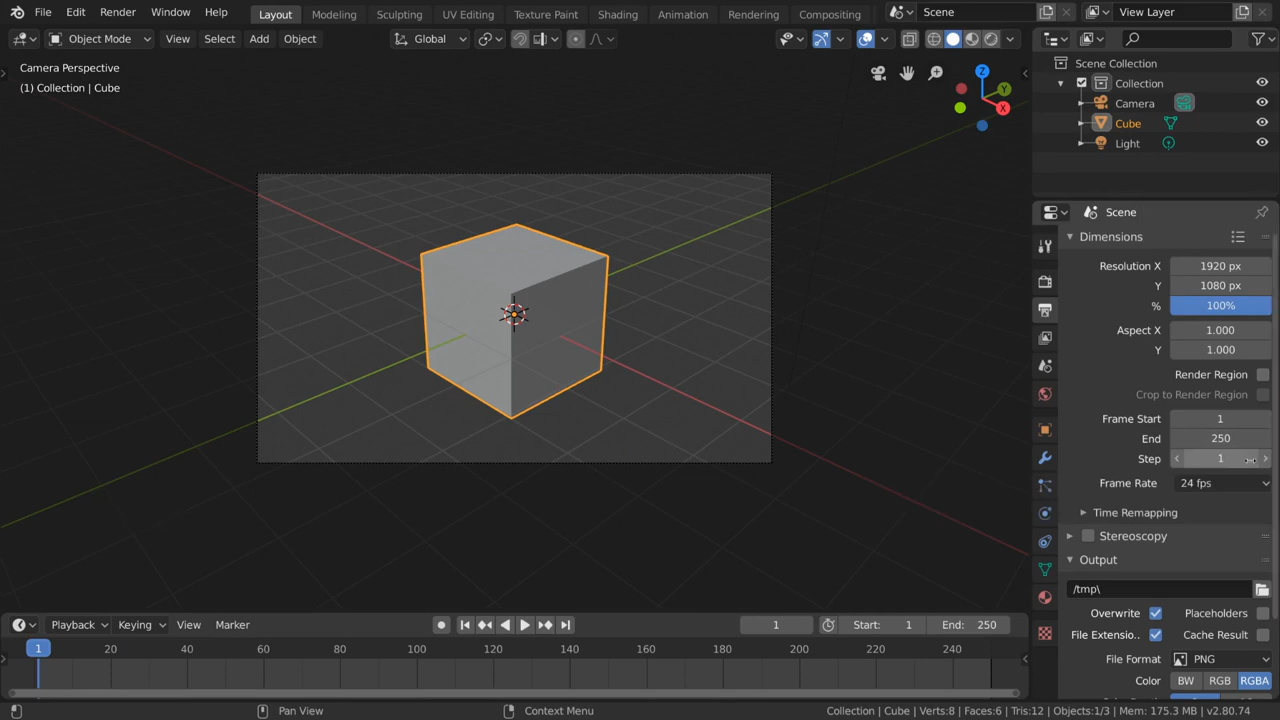 File Edit Render Window Help Layout Modeling Sculpting UV Editing Texture Paint Shading Animation Rendering Compositing Scene View Layer
Object Mode View Select Add Object Global
Camera Perspective
(1) Collection | Cube
Z
Y
X
Scene Collection
Collection
Camera
Cube
Light
Scene
Dimensions
Resolution X 1920 px
Y 1080 px
% 100%
Aspect X 1.000
Y 1.000
Render Region
Crop to Render Region
Frame Start 1
End 250
Step 1
Frame Rate 24 fps
Time Remapping
Stereoscopy
Output
/tmp\
Overwrite Placeholders
File Extensio.. Cache Result
File Format PNG
Color BW RGB RGBA
Playback Keying View Marker 1 Start: 1 End: 250
1 20 40 60 80 100 120 140 160 180 200 220 240
Pan View Context Menu Collection | Cube | Verts:8 | Faces:6 | Tris:12 | Objects:1/3 | Mem: 175.3 MB | v2.80.74